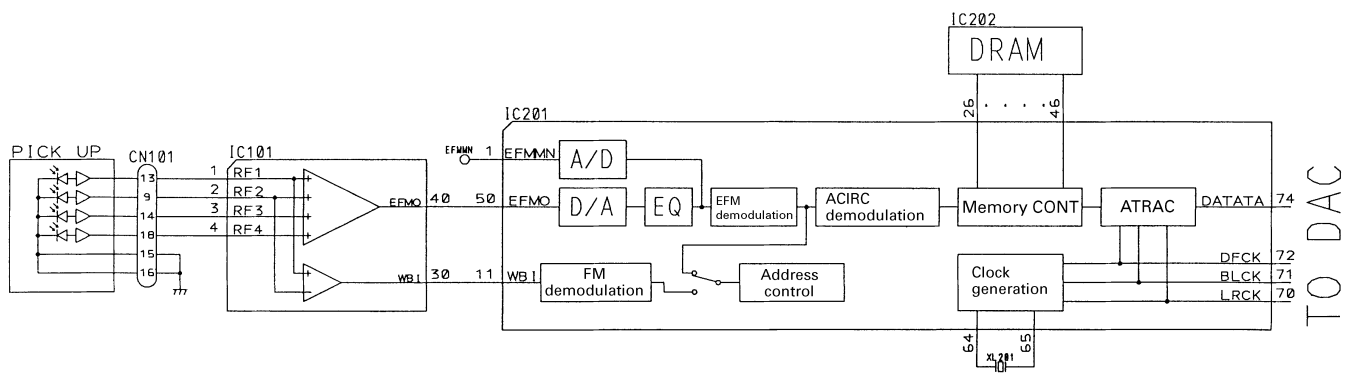 IC202
DRAM
26 . . . . 46
IC201
PICK UP
CN101
IC101
EFMMN
1
EFMMN
A/D
13
1
RF1
9
2
RF2
14
3
RF3
18
4
RF4
15
16
EFMO
40
50
EFMO
D/A
EQ
EFM
demodulation
ACIRC
demodulation
Memory CONT
ATRAC
DATATA
74
WBI
30
11
WBI
FM
demodulation
Address
control
Clock
generation
DFCK
72
BLCK
71
LRCK
70
64
65
XL201
TO DAC